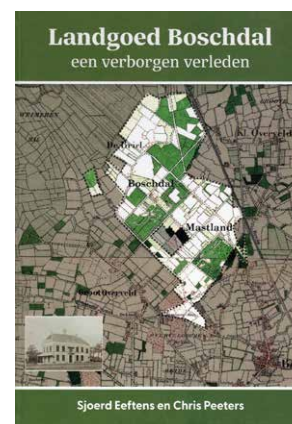 Landgoed Boschdal
een verborgen verleden
Boschdal
Mastland
Sjoerd Eeftens en Chris Peeters